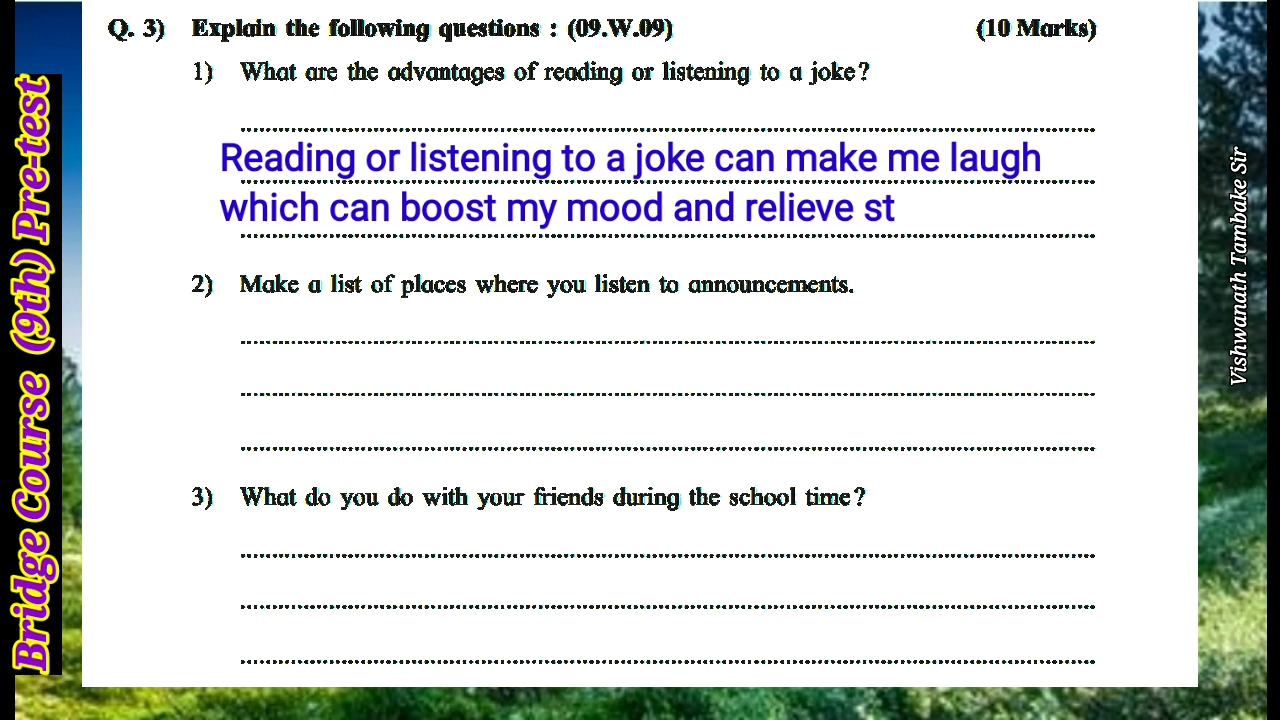 Q. 3) Explain the following questions : (09.W.09) (10 Marks)
1) What are the advantages of reading or listening to a joke?
Reading or listening to a joke can make me laugh
which can boost my mood and relieve st
2) Make a list of places where you listen to announcements.
3) What do you do with your friends during the school time?
Bridge Course (9th) Pre-test
Vishwanath Tambake Sir